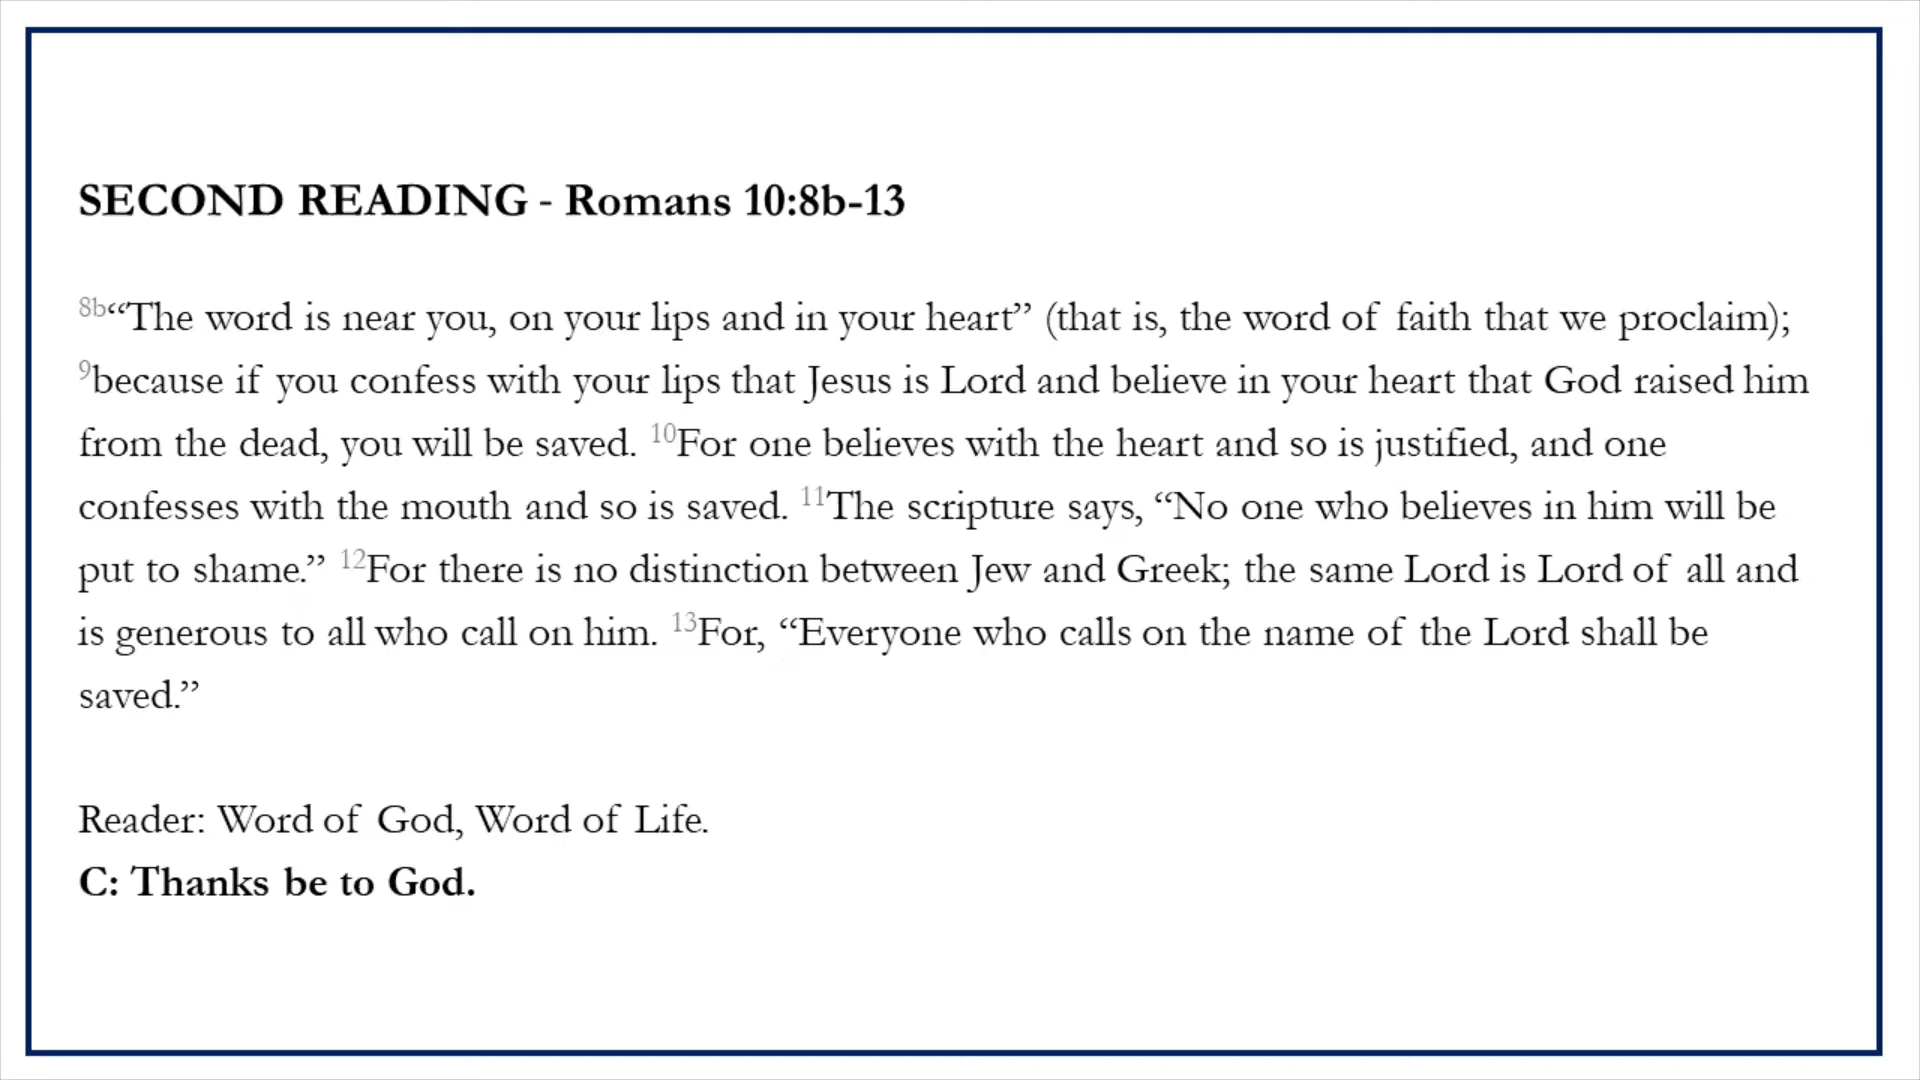 SECOND READING - Romans 10:8b-13
8b“The word is near you, on your lips and in your heart” (that is, the word of faith that we proclaim);
9because if you confess with your lips that Jesus is Lord and believe in your heart that God raised him
from the dead, you will be saved. 10For one believes with the heart and so is justified, and one
confesses with the mouth and so is saved. 11The scripture says, “No one who believes in him will be
put to shame.” 12For there is no distinction between Jew and Greek; the same Lord is Lord of all and
is generous to all who call on him. 13For, “Everyone who calls on the name of the Lord shall be
saved.”
Reader: Word of God, Word of Life.
C: Thanks be to God.